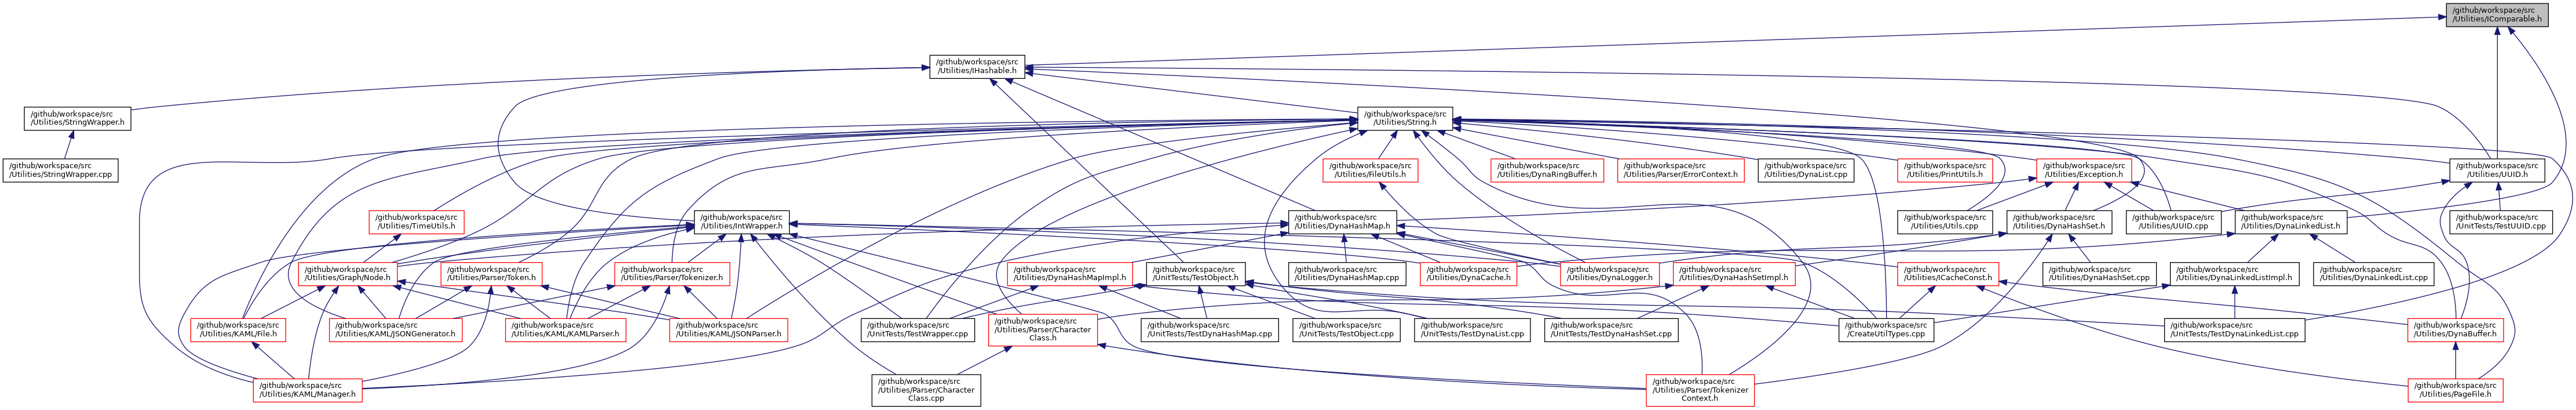 /github/workspace/src
/Utilities/IComparable.h
/github/workspace/src
/Utilities/IHashable.h
/github/workspace/src
/Utilities/StringWrapper.h
/github/workspace/src
/Utilities/String.h
/github/workspace/src
/Utilities/StringWrapper.cpp
/github/workspace/src
/Utilities/FileUtils.h
/github/workspace/src
/Utilities/DynaRingBuffer.h
/github/workspace/src
/Utilities/Parser/ErrorContext.h
/github/workspace/src
/Utilities/DynaList.cpp
/github/workspace/src
/Utilities/PrintUtils.h
/github/workspace/src
/Utilities/Exception.h
/github/workspace/src
/Utilities/UUID.h
/github/workspace/src
/Utilities/TimeUtils.h
/github/workspace/src
/Utilities/IntWrapper.h
/github/workspace/src
/Utilities/DynaHashMap.h
/github/workspace/src
/Utilities/Utils.cpp
/github/workspace/src
/Utilities/DynaHashSet.h
/github/workspace/src
/Utilities/UUID.cpp
/github/workspace/src
/Utilities/DynaLinkedList.h
/github/workspace/src
/UnitTests/TestUUID.cpp
/github/workspace/src
/Utilities/Graph/Node.h
/github/workspace/src
/Utilities/Parser/Token.h
/github/workspace/src
/Utilities/Parser/Tokenizer.h
/github/workspace/src
/Utilities/DynaHashMapImpl.h
/github/workspace/src
/UnitTests/TestObject.h
/github/workspace/src
/Utilities/DynaHashMap.cpp
/github/workspace/src
/Utilities/DynaCache.h
/github/workspace/src
/Utilities/DynaLogger.h
/github/workspace/src
/Utilities/DynaHashSetImpl.h
/github/workspace/src
/Utilities/ICacheConst.h
/github/workspace/src
/Utilities/DynaHashSet.cpp
/github/workspace/src
/Utilities/DynaLinkedListImpl.h
/github/workspace/src
/Utilities/DynaLinkedList.cpp
/github/workspace/src
/Utilities/KAML/File.h
/github/workspace/src
/Utilities/KAML/JSONGenerator.h
/github/workspace/src
/Utilities/KAML/KAMLParser.h
/github/workspace/src
/Utilities/KAML/JSONParser.h
/github/workspace/src
/UnitTests/TestWrapper.cpp
/github/workspace/src
/Utilities/Parser/Character
Class.h
/github/workspace/src
/UnitTests/TestDynaHashMap.cpp
/github/workspace/src
/UnitTests/TestObject.cpp
/github/workspace/src
/UnitTests/TestDynaList.cpp
/github/workspace/src
/UnitTests/TestDynaHashSet.cpp
/github/workspace/src
/CreateUtilTypes.cpp
/github/workspace/src
/UnitTests/TestDynaLinkedList.cpp
/github/workspace/src
/Utilities/DynaBuffer.h
/github/workspace/src
/Utilities/KAML/Manager.h
/github/workspace/src
/Utilities/Parser/Character
Class.cpp
/github/workspace/src
/Utilities/Parser/Tokenizer
Context.h
/github/workspace/src
/Utilities/PageFile.h